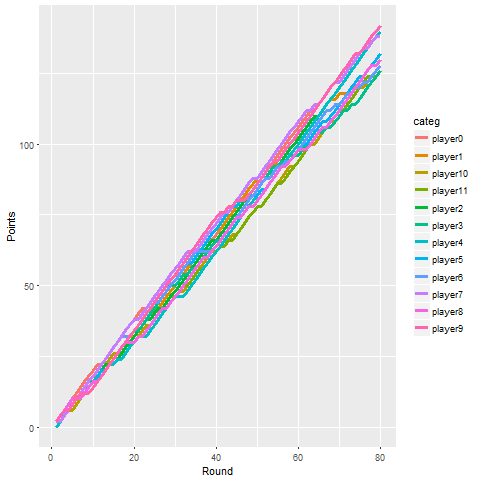 categ
player0
player1
player10
player11
player2
player3
player4
player5
player6
player7
player8
player9
Points
100
50
0
0
20
40
60
80
Round